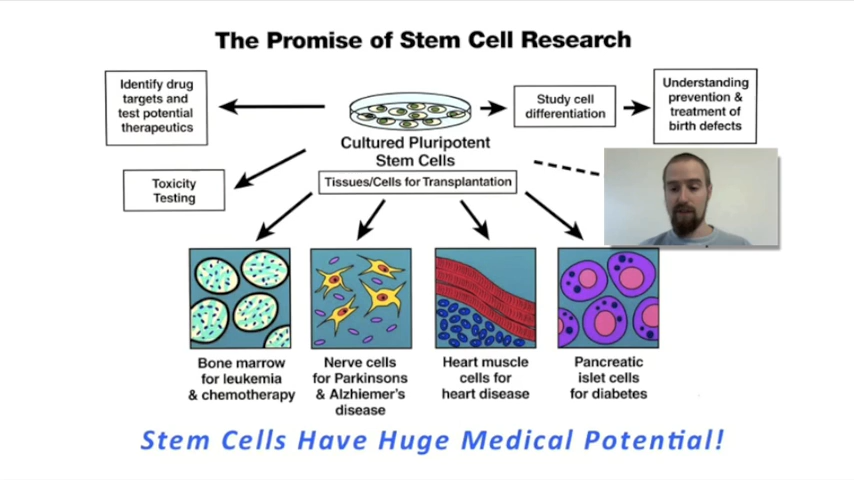 The Promise of Stem Cell Research
Identify drug
targets and
test potential
therapeutics
Study cell
differentiation
Understanding
prevention &
treatment of
birth defects
Cultured Pluripotent
Stem Cells
Toxicity
Testing
Tissues/Cells for Transplantation
Bone marrow
for leukemia
& chemotherapy
Nerve cells
for Parkinsons
& Alzhiemer's
disease
Heart muscle
cells for
heart disease
Pancreatic
islet cells
for diabetes
Stem Cells Have Huge Medical Potential!